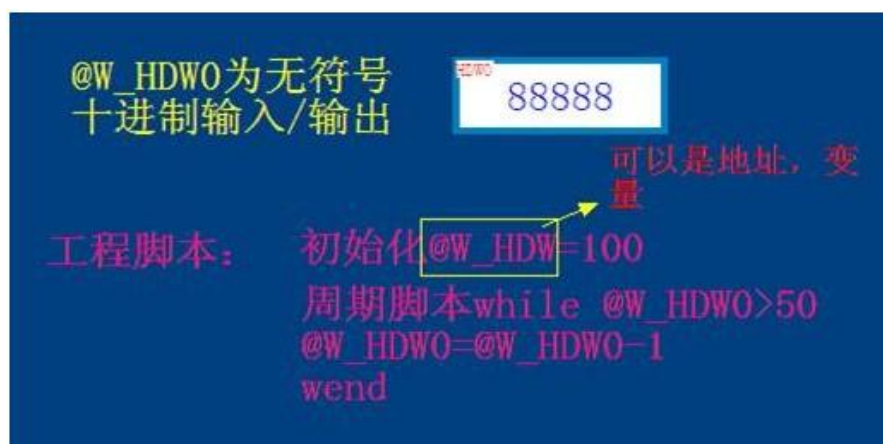 @W_HDW0为无符号
十进制输入/输出
HDW0
88888
可以是地址，变
量
工程脚本： 初始化@W_HDW=100
周期脚本while @W_HDW0>50
@W_HDW0=@W_HDW0-1
wend